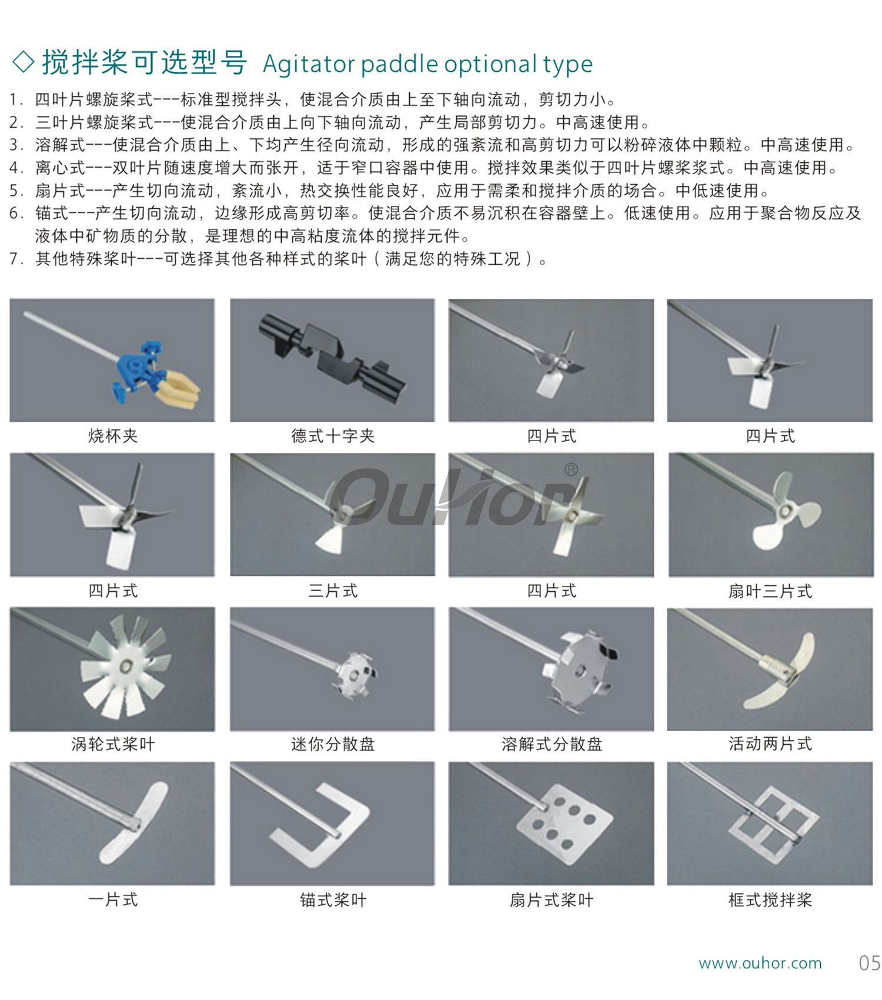 ◇搅拌桨可选型号 Agitator paddle optional type
1. 四叶片螺旋桨式---标准型搅拌头，使混合介质由上至下轴向流动，剪切力小。
2. 三叶片螺旋桨式---使混合介质由上向下轴向流动，产生局部剪切力。中高速使用。
3. 溶解式---使混合介质由上、下均产生径向流动，形成的强紊流和高剪切力可以粉碎液体中颗粒。中高速使用。
4. 离心式---双叶片随速度增大而张开，适于窄口容器中使用。搅拌效果类似于四叶片螺桨浆式。中高速使用。
5. 扇片式---产生切向流动，紊流小，热交换性能良好，应用于需柔和搅拌介质的场合。中低速使用。
6. 锚式---产生切向流动，边缘形成高剪切率。使混合介质不易沉积在容器壁上。低速使用。应用于聚合物反应及
液体中矿物质的分散，是理想的中高粘度流体的搅拌元件。
7. 其他特殊桨叶---可选择其他各种样式的桨叶（满足您的特殊工况）。
烧杯夹 德式十字夹 四片式 四片式
OuHor®
四片式 三片式 四片式 扇叶三片式
涡轮式桨叶 迷你分散盘 溶解式分散盘 活动两片式
一片式 锚式桨叶 扇片式桨叶 框式搅拌桨
www.ouhor.com 05